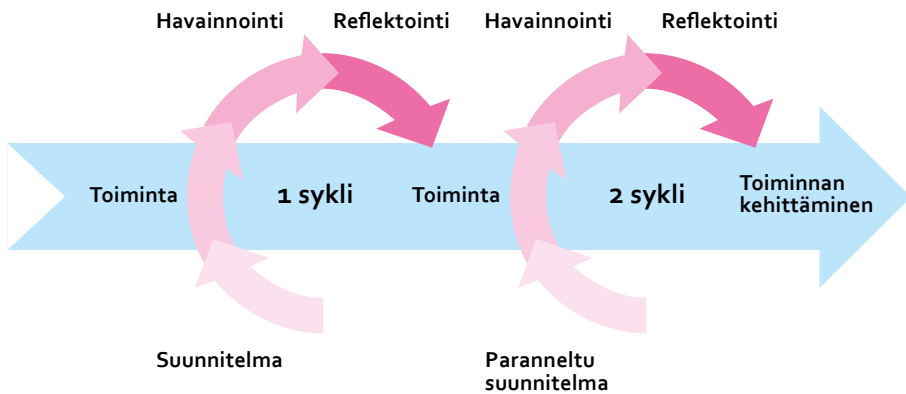 Havainnointi
Reflektointi
Havainnointi
Reflektointi
Toiminta
1 sykli
Toiminta
2 sykli
Toiminnan
kehittäminen
Suunnitelma
Paranneltu
suunnitelma